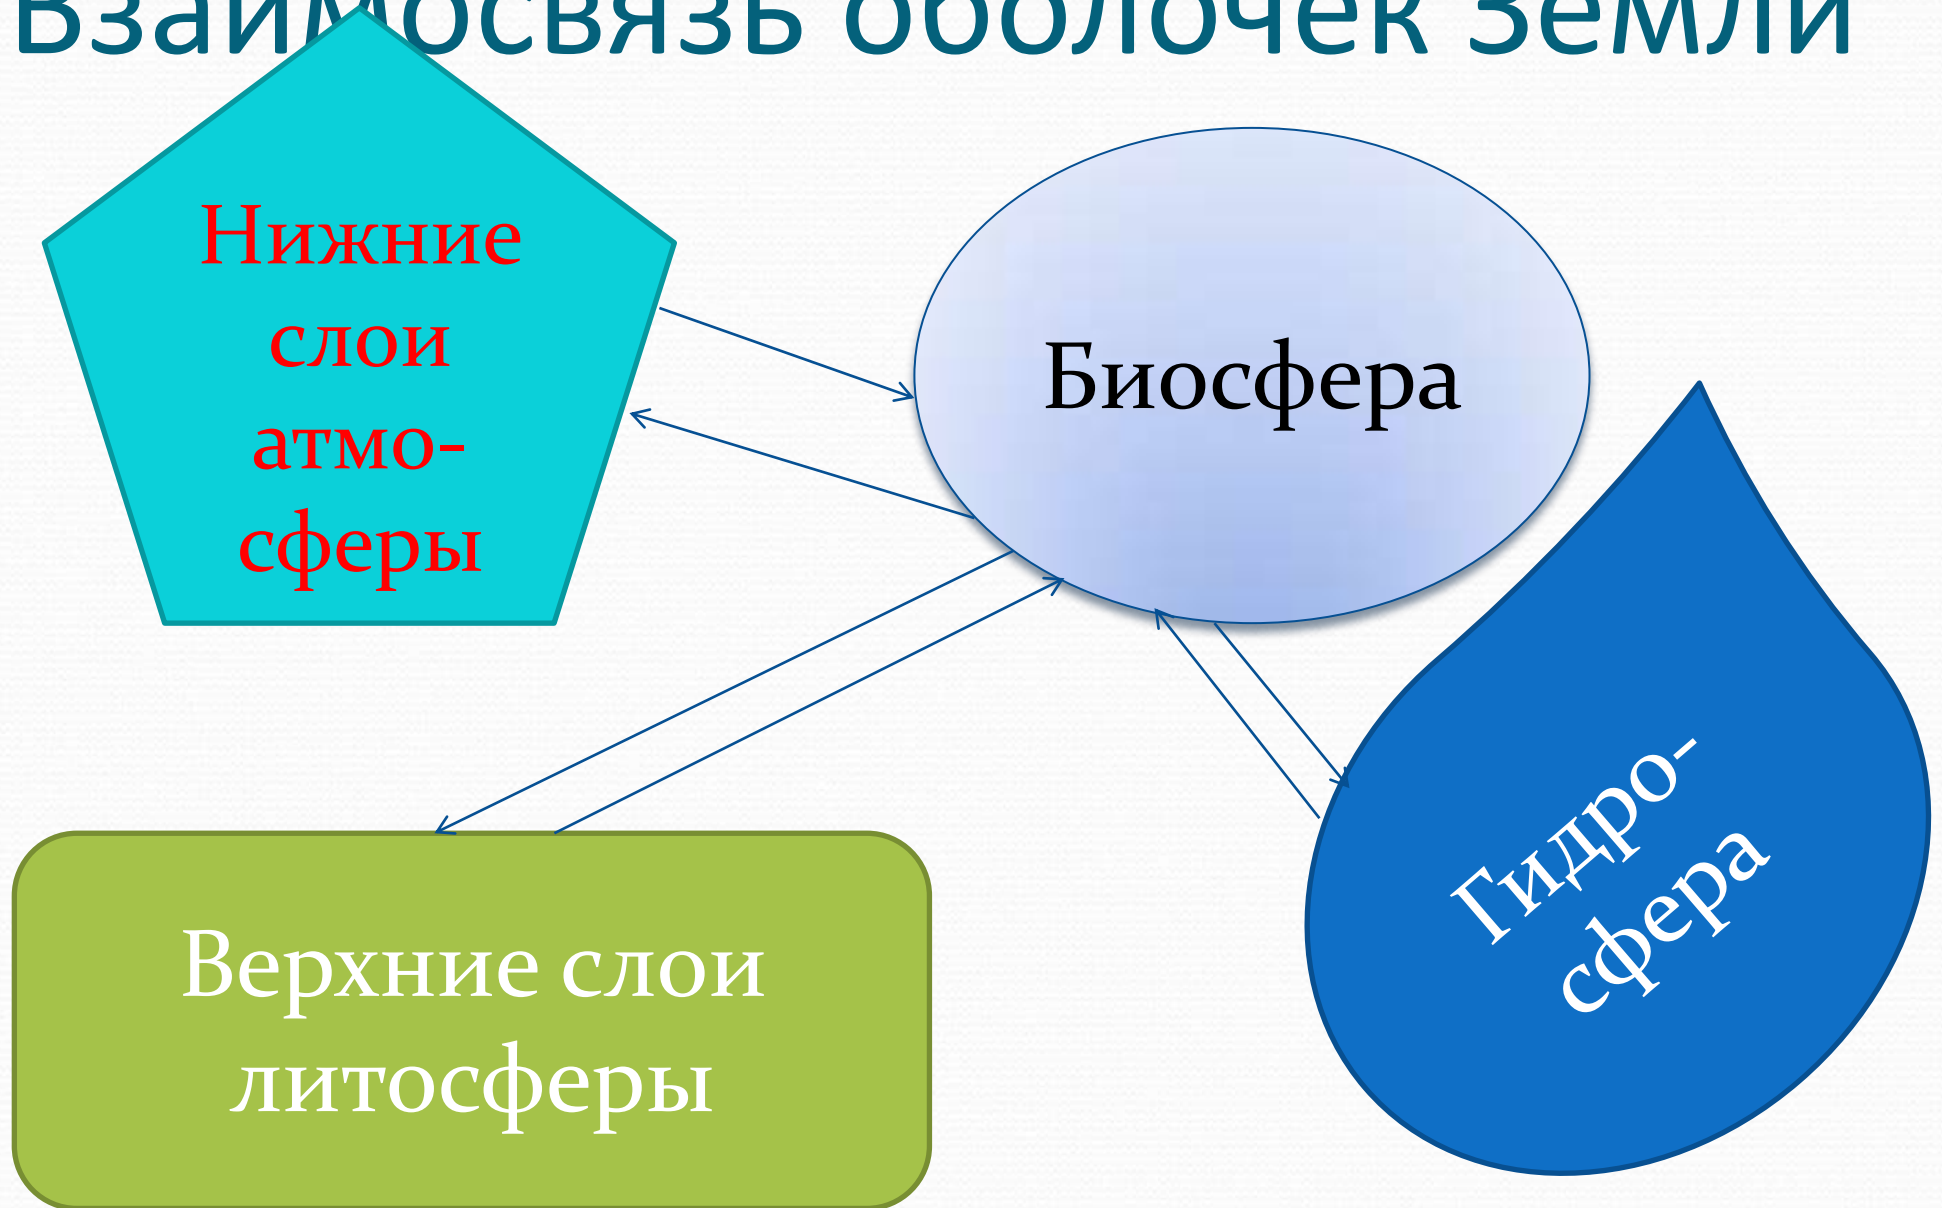 Взаимосвязь оболочек Земли
Нижние
слои
атмо-
сферы
Биосфера
Гидро-
сфера
Верхние слои
литосферы